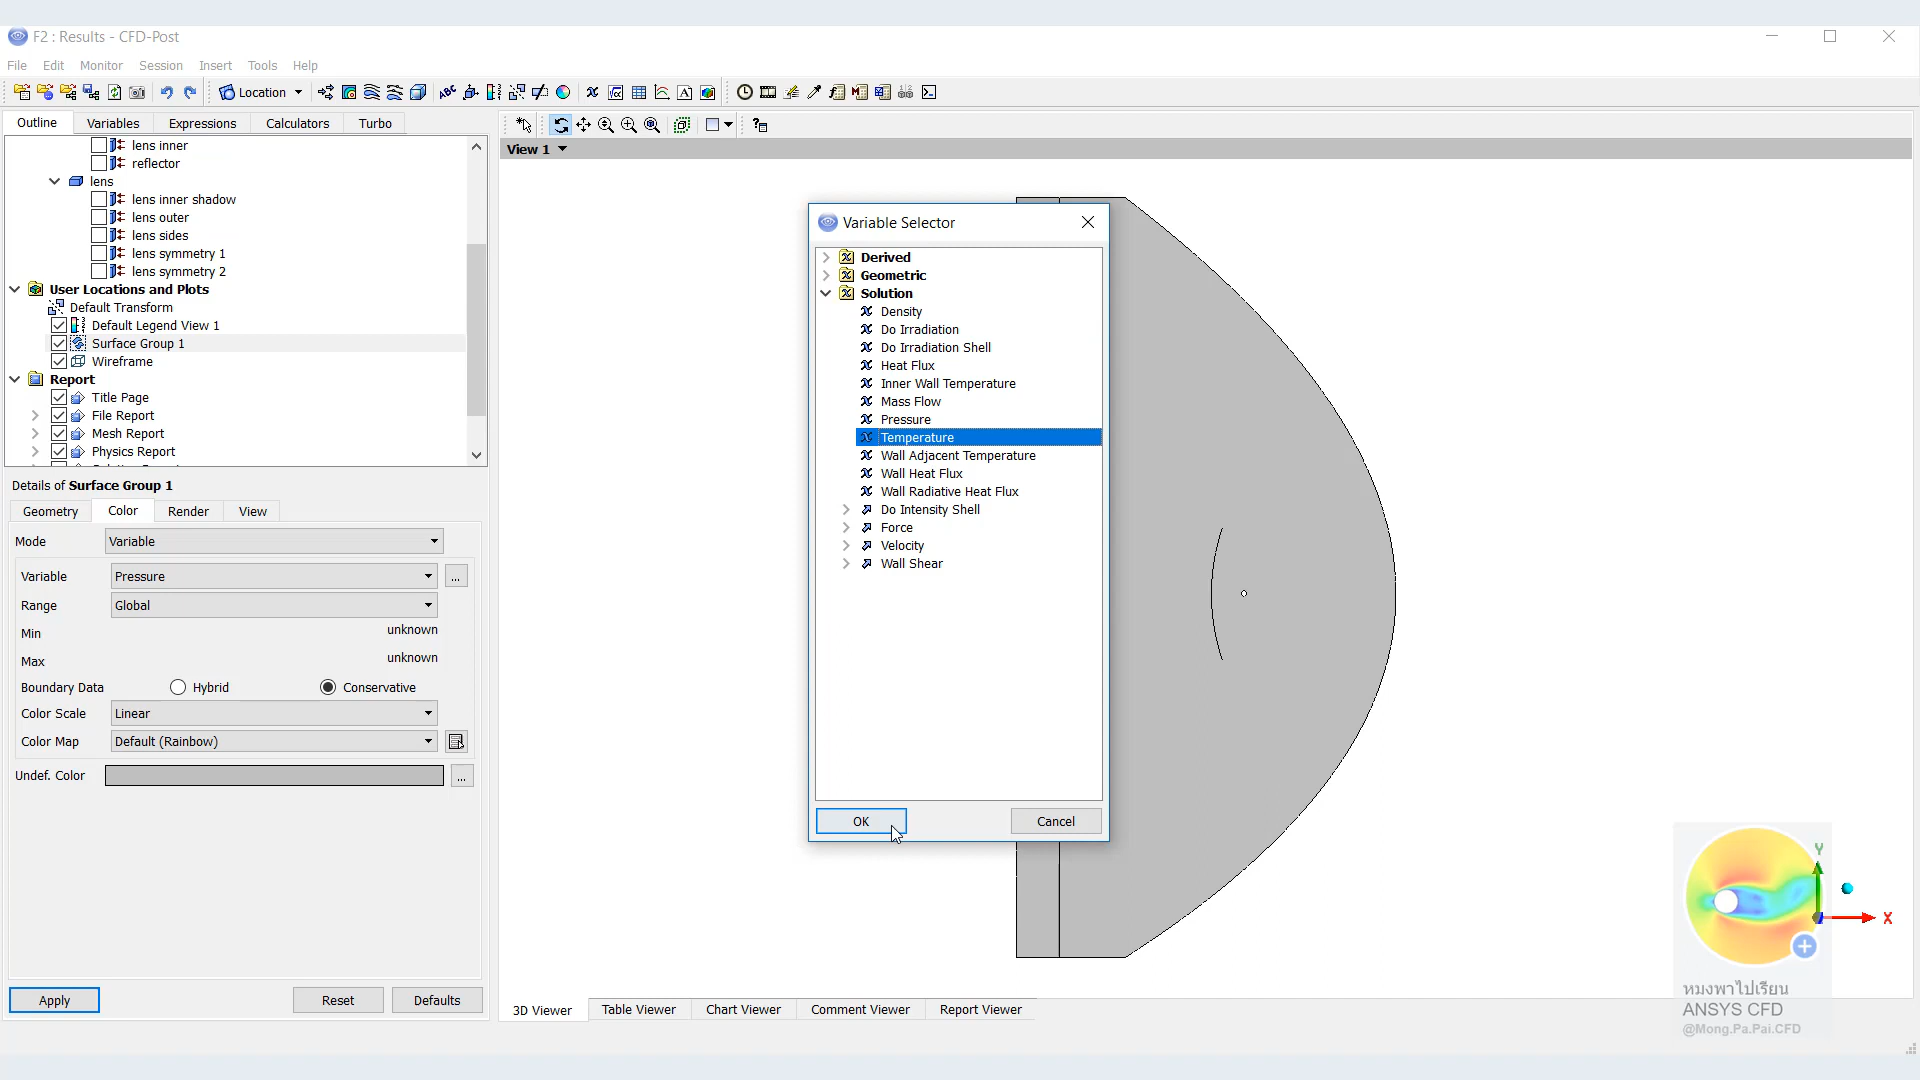 F2 : Results - CFD-Post
File Edit Monitor Session Insert Tools Help
Location
Outline Variables Expressions Calculators Turbo
View 1
lens inner
reflector
lens
lens inner shadow
lens outer
lens sides
lens symmetry 1
lens symmetry 2
User Locations and Plots
Default Transform
Default Legend View 1
Surface Group 1
Wireframe
Report
Title Page
File Report
Mesh Report
Physics Report
Details of Surface Group 1
Geometry Color Render View
Mode Variable
Variable Pressure ...
Range Global
Min unknown
Max unknown
Boundary Data Hybrid Conservative
Color Scale Linear
Color Map Default (Rainbow)
Undef. Color ...
Apply Reset Defaults
Variable Selector
Derived
Geometric
Solution
Density
Do Irradiation
Do Irradiation Shell
Heat Flux
Inner Wall Temperature
Mass Flow
Pressure
Temperature
Wall Adjacent Temperature
Wall Heat Flux
Wall Radiative Heat Flux
Do Intensity Shell
Force
Velocity
Wall Shear
OK Cancel
Y
X
หมงพาไปเรียน
ANSYS CFD
@Mong.Pa.Pai.CFD
3D Viewer Table Viewer Chart Viewer Comment Viewer Report Viewer